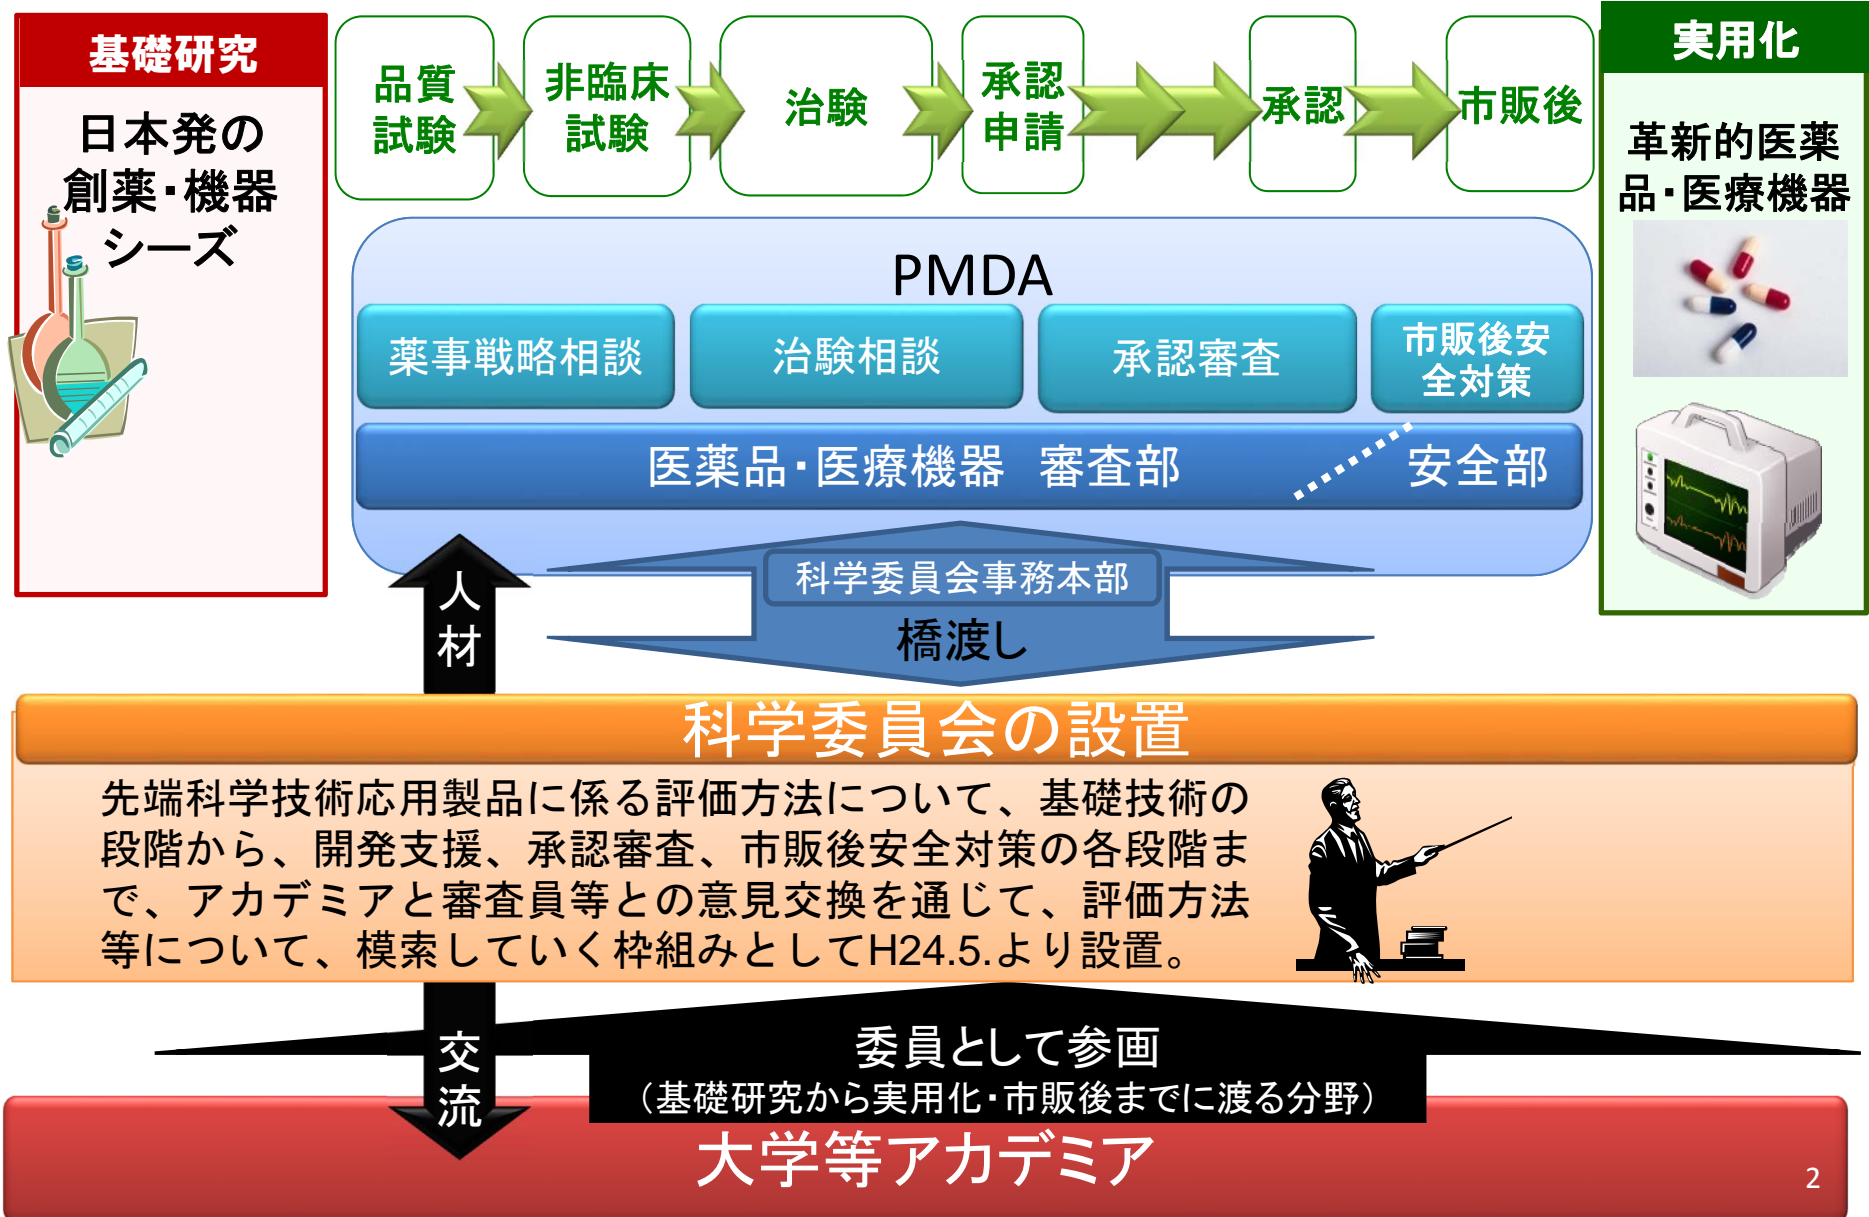 基礎研究
日本発の
創薬・機器
シーズ
品質
試験
非臨床
試験
治験
承認
申請
承認
市販後
実用化
革新的医薬
品・医療機器
PMDA
薬事戦略相談
治験相談
承認審査
市販後安
全対策
医薬品・医療機器　審査部
安全部
科学委員会事務本部
橋渡し
人
材
科学委員会の設置
先端科学技術応用製品に係る評価方法について、基礎技術の
段階から、開発支援、承認審査、市販後安全対策の各段階ま
で、アカデミアと審査員等との意見交換を通じて、評価方法
等について、模索していく枠組みとしてH24.5.より設置。
交
流
委員として参画
（基礎研究から実用化・市販後までに渡る分野）
大学等アカデミア
2